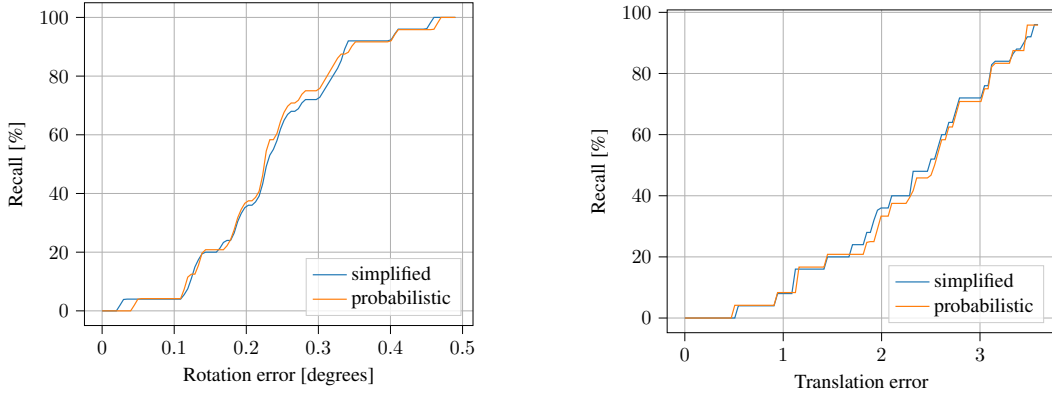 100
80
60
40
20
0
Recall [%]
simplified
probabilistic
0 0.1 0.2 0.3 0.4 0.5
Rotation error [degrees]
100
80
60
40
20
0
Recall [%]
simplified
probabilistic
0 1 2 3
Translation error